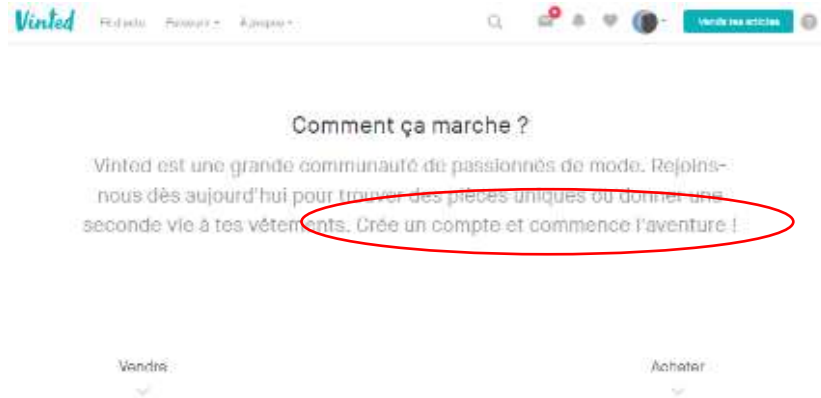 Vinted
Vends tes articles
Comment ça marche ?
Vinted est une grande communauté de passionnés de mode. Rejoins-
nous dès aujourd'hui pour trouver des pièces uniques ou donner une
seconde vie à tes vêtements. Crée un compte et commence l'aventure !
Vendre
Acheter